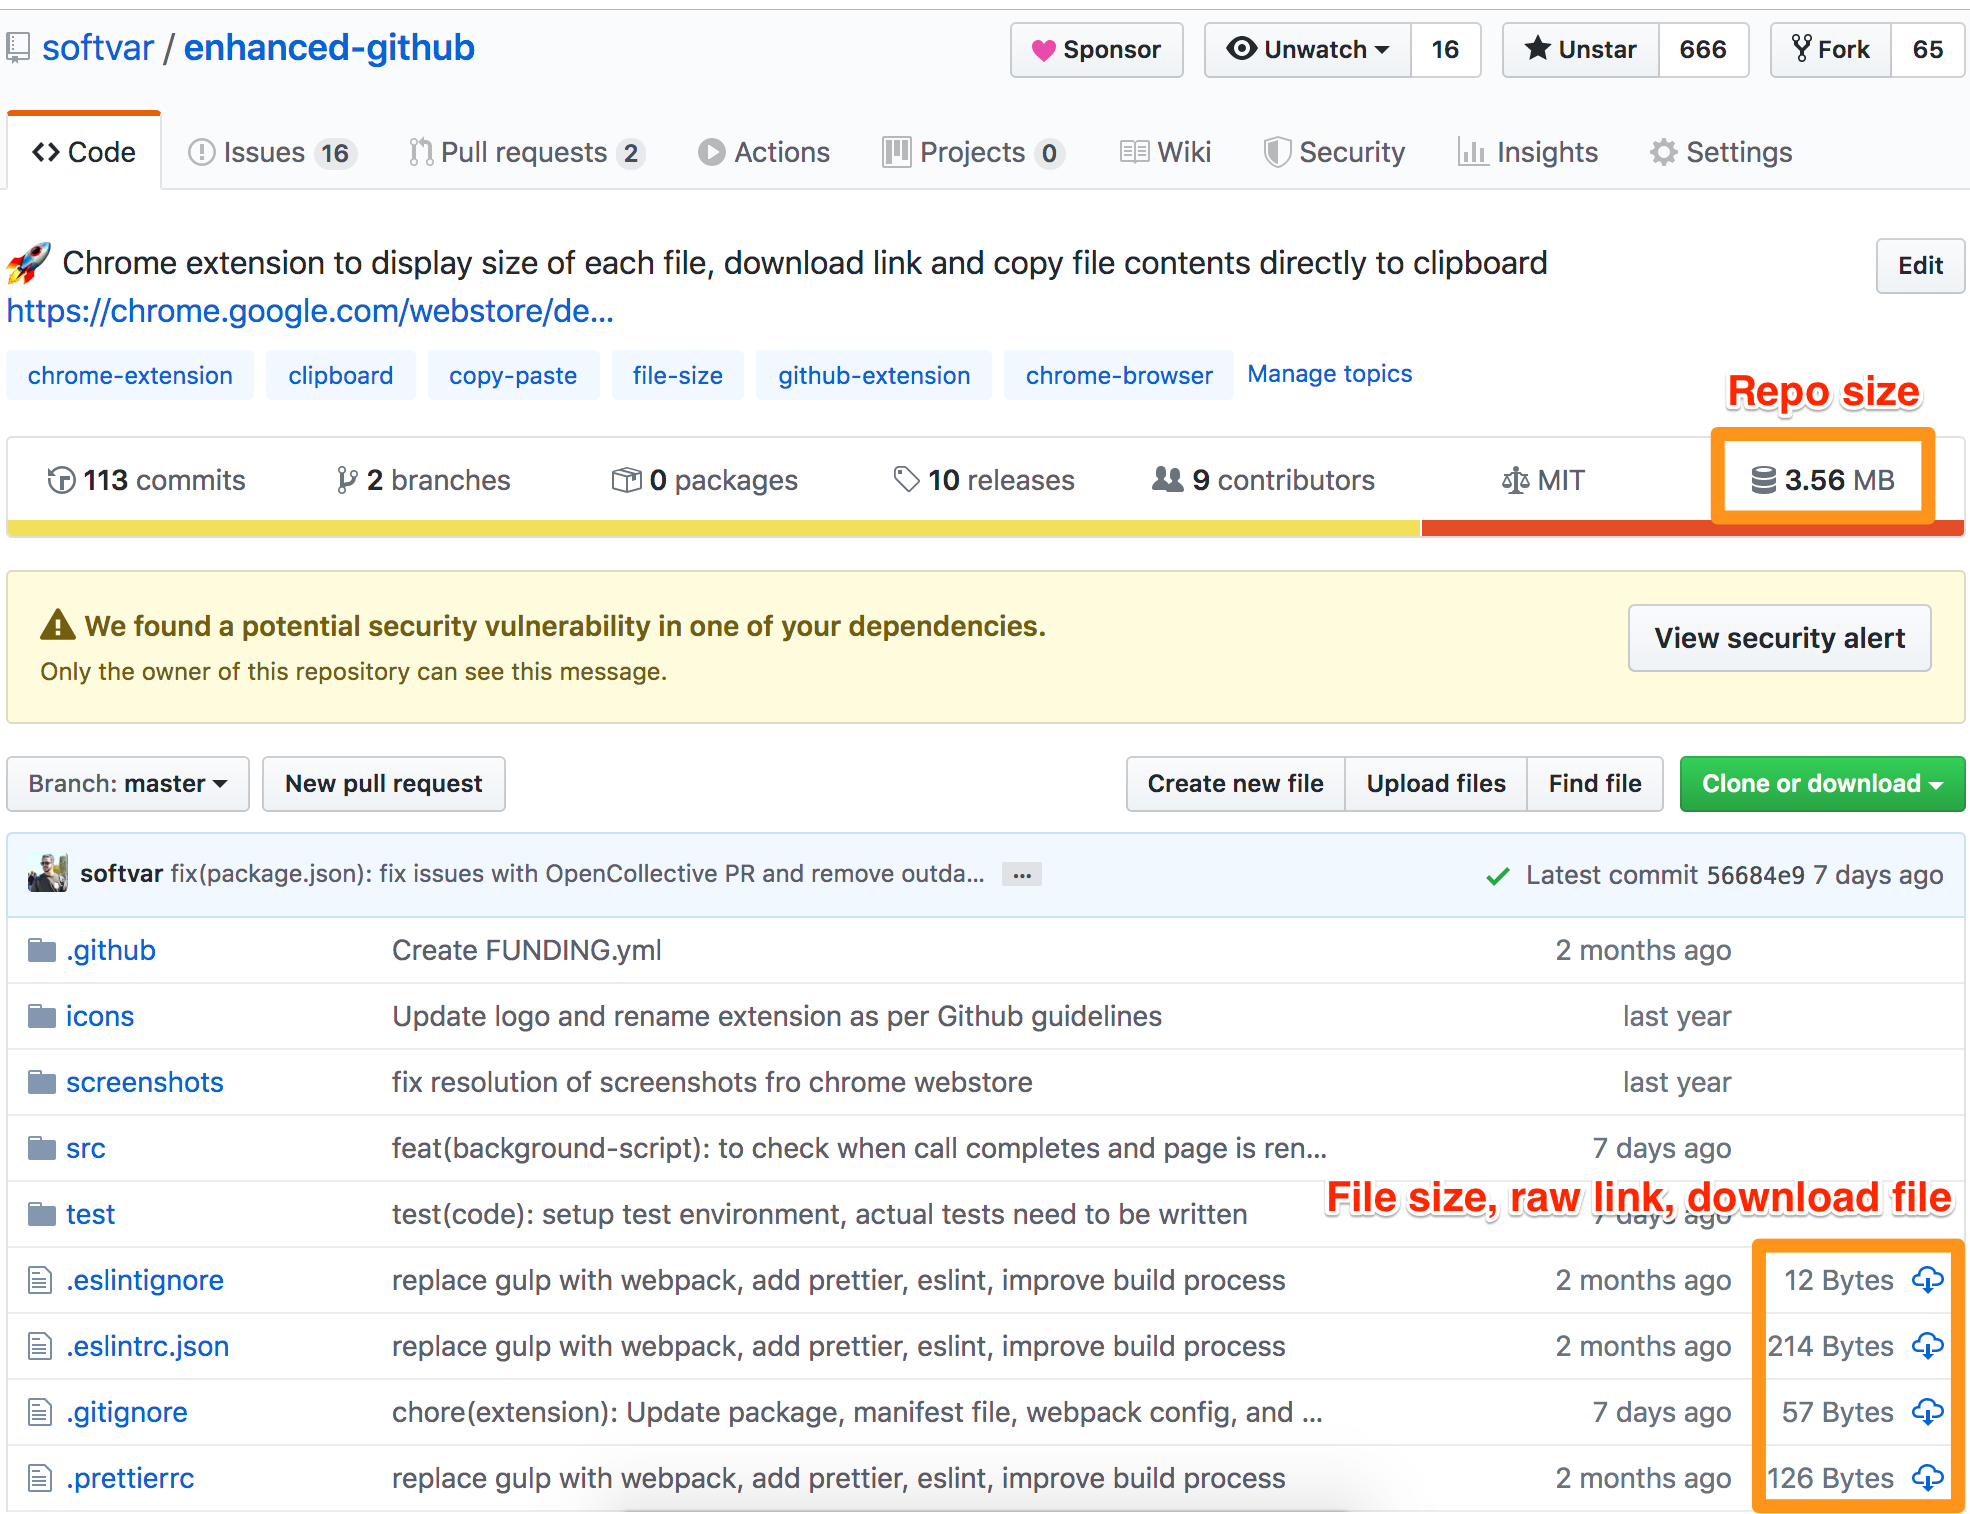 softvar / enhanced-github
Sponsor Unwatch 16 Unstar 666 Fork 65
Code Issues 16 Pull requests 2 Actions Projects 0 Wiki Security Insights Settings
Chrome extension to display size of each file, download link and copy file contents directly to clipboard
Edit
https://chrome.google.com/webstore/de...
chrome-extension clipboard copy-paste file-size github-extension chrome-browser Manage topics
Repo size
113 commits 2 branches 0 packages 10 releases 9 contributors MIT 3.56 MB
We found a potential security vulnerability in one of your dependencies.
Only the owner of this repository can see this message.
View security alert
Branch: master New pull request Create new file Upload files Find file Clone or download
softvar fix(package.json): fix issues with OpenCollective PR and remove outda... ... Latest commit 56684e9 7 days ago
.github Create FUNDING.yml 2 months ago
icons Update logo and rename extension as per Github guidelines last year
screenshots fix resolution of screenshots fro chrome webstore last year
src feat(background-script): to check when call completes and page is ren... 7 days ago
File size, raw link, download file
test test(code): setup test environment, actual tests need to be written 7 days ago
.eslintignore replace gulp with webpack, add prettier, eslint, improve build process 2 months ago 12 Bytes
.eslintrc.json replace gulp with webpack, add prettier, eslint, improve build process 2 months ago 214 Bytes
.gitignore chore(extension): Update package, manifest file, webpack config, and ... 7 days ago 57 Bytes
.prettierrc replace gulp with webpack, add prettier, eslint, improve build process 2 months ago 126 Bytes